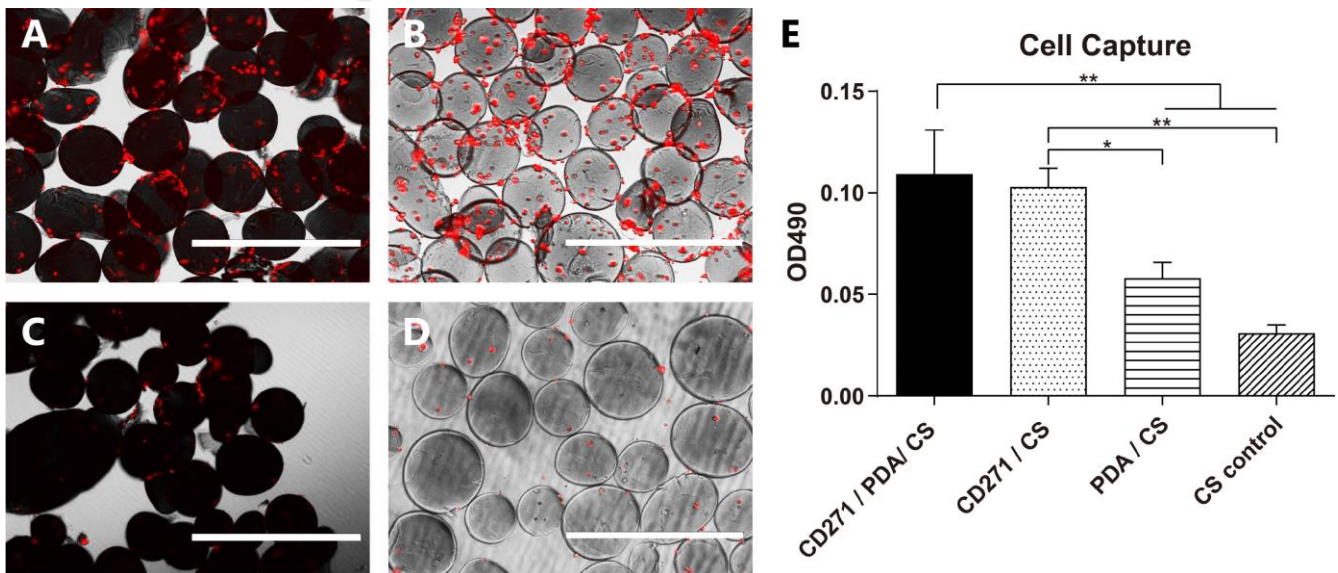 A
B
C
D
E
Cell Capture
**
**
*
0.15
0.10
0.05
0.00
OD490
CD271 / PDA/ CS
CD271 / CS
PDA / CS
CS control